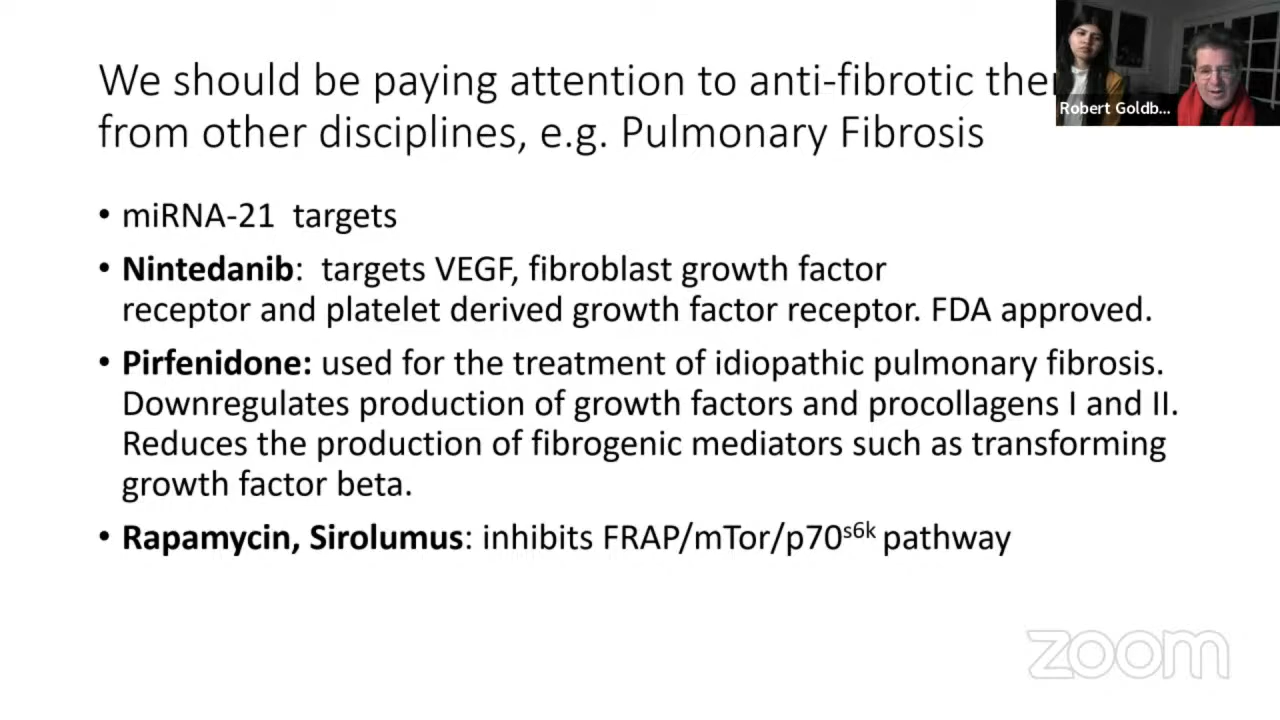 We should be paying attention to anti-fibrotic
from other disciplines, e.g. Pulmonary Fibrosis
Robert Goldb...
• miRNA-21 targets
• Nintedanib: targets VEGF, fibroblast growth factor
receptor and platelet derived growth factor receptor. FDA approved.
• Pirfenidone: used for the treatment of idiopathic pulmonary fibrosis.
Downregulates production of growth factors and procollagens I and II.
Reduces the production of fibrogenic mediators such as transforming
growth factor beta.
• Rapamycin, Sirolumus: inhibits FRAP/mTor/p70s6k pathway
zoom